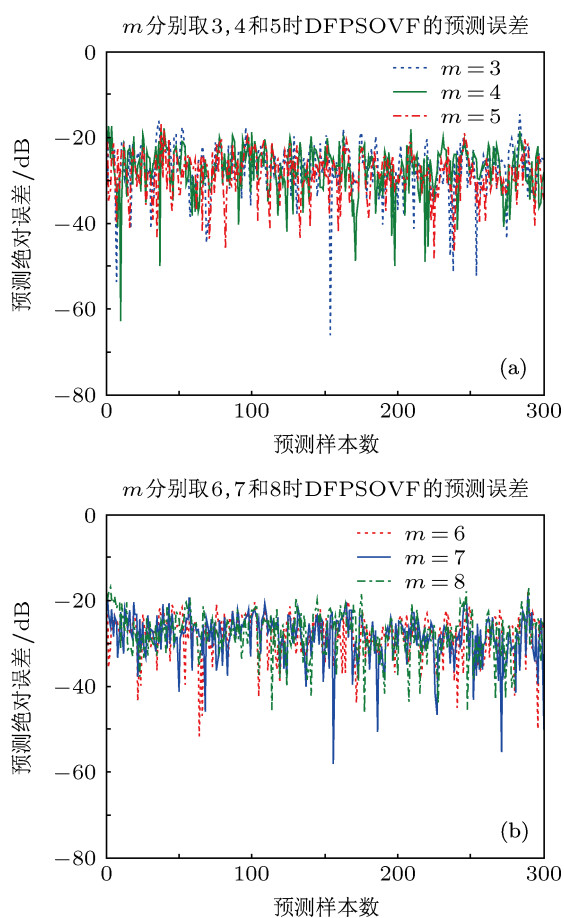 m分别取3,4和5时DFPSOVF的预测误差
0
−20
−40
−60
−80
预测绝对误差/dB
m=3
m=4
m=5
(a)
0
100
200
300
预测样本数
m分别取6,7和8时DFPSOVF的预测误差
0
−20
−40
−60
−80
预测绝对误差/dB
m=6
m=7
m=8
(b)
0
100
200
300
预测样本数